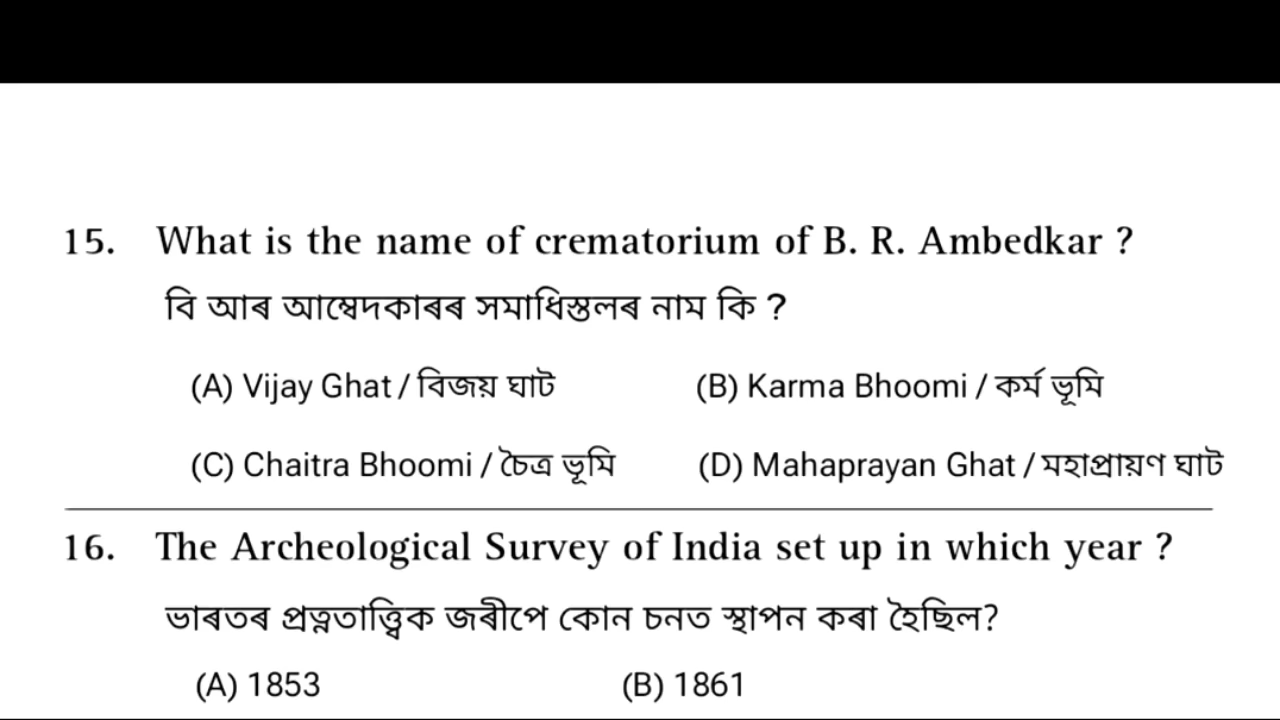 15. What is the name of crematorium of B. R. Ambedkar ?
বি আৰ আম্বেদকাৰৰ সমাধিস্তলৰ নাম কি ?
(A) Vijay Ghat / বিজয় ঘাট (B) Karma Bhoomi / কৰ্ম ভূমি
(C) Chaitra Bhoomi / চৈত্ৰ ভূমি (D) Mahaprayan Ghat / মহাপ্ৰায়ণ ঘাট
16. The Archeological Survey of India set up in which year ?
ভাৰতৰ প্ৰত্নতাত্ত্বিক জৰীপে কোন চনত স্থাপন কৰা হৈছিল?
(A) 1853 (B) 1861